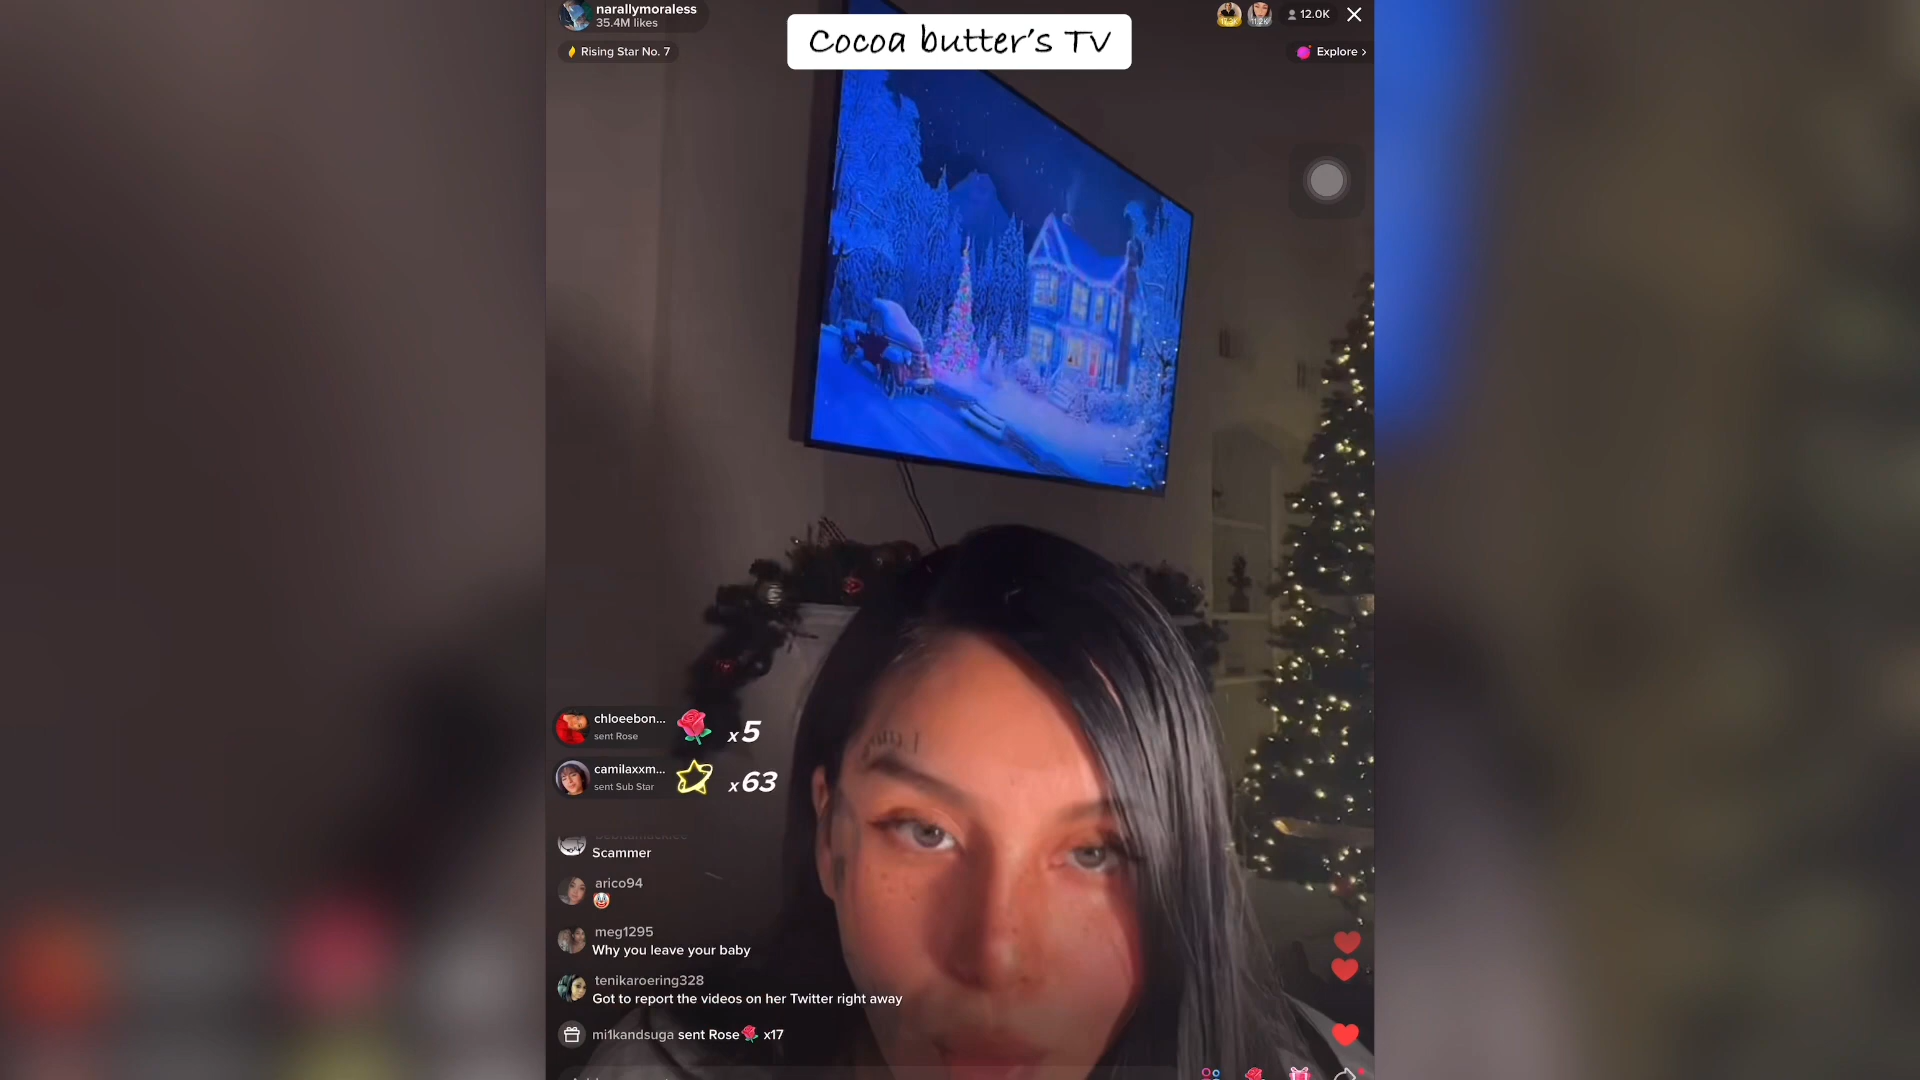 narallymoraless
35.4M likes
12.0K
Rising Star No. 7
Cocoa butter's TV
Explore >
chloeebon...
sent Rose
x5
camilaxxm...
sent Sub Star
x63
Scammer
arico94
meg1295
Why you leave your baby
tenikaroering328
Got to report the videos on her Twitter right away
mi1kandsuga sent Rose x17